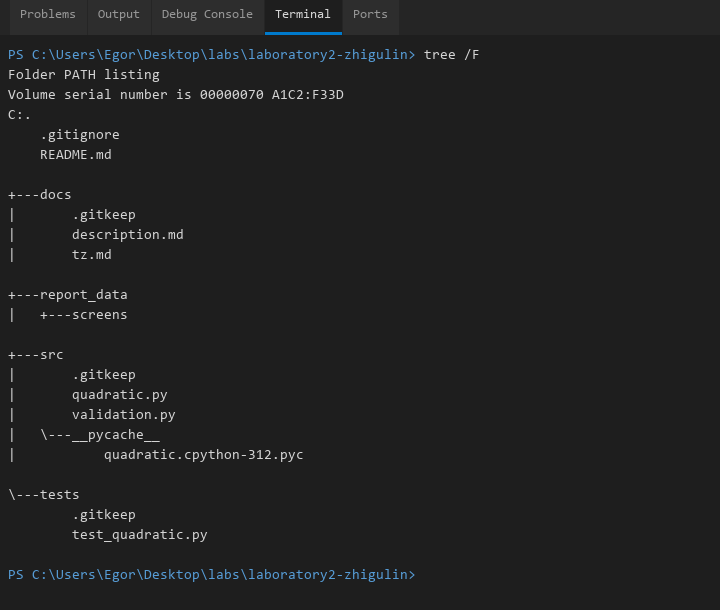 Problems Output Debug Console Terminal Ports
PS C:\Users\Egor\Desktop\labs\laboratory2-zhigulin> tree /F
Folder PATH listing
Volume serial number is 00000070 A1C2:F33D
C:.
    .gitignore
    README.md

+---docs
|       .gitkeep
|       description.md
|       tz.md

+---report_data
|   +---screens

+---src
|       .gitkeep
|       quadratic.py
|       validation.py
|   \---__pycache__
|           quadratic.cpython-312.pyc

\---tests
        .gitkeep
        test_quadratic.py

PS C:\Users\Egor\Desktop\labs\laboratory2-zhigulin>